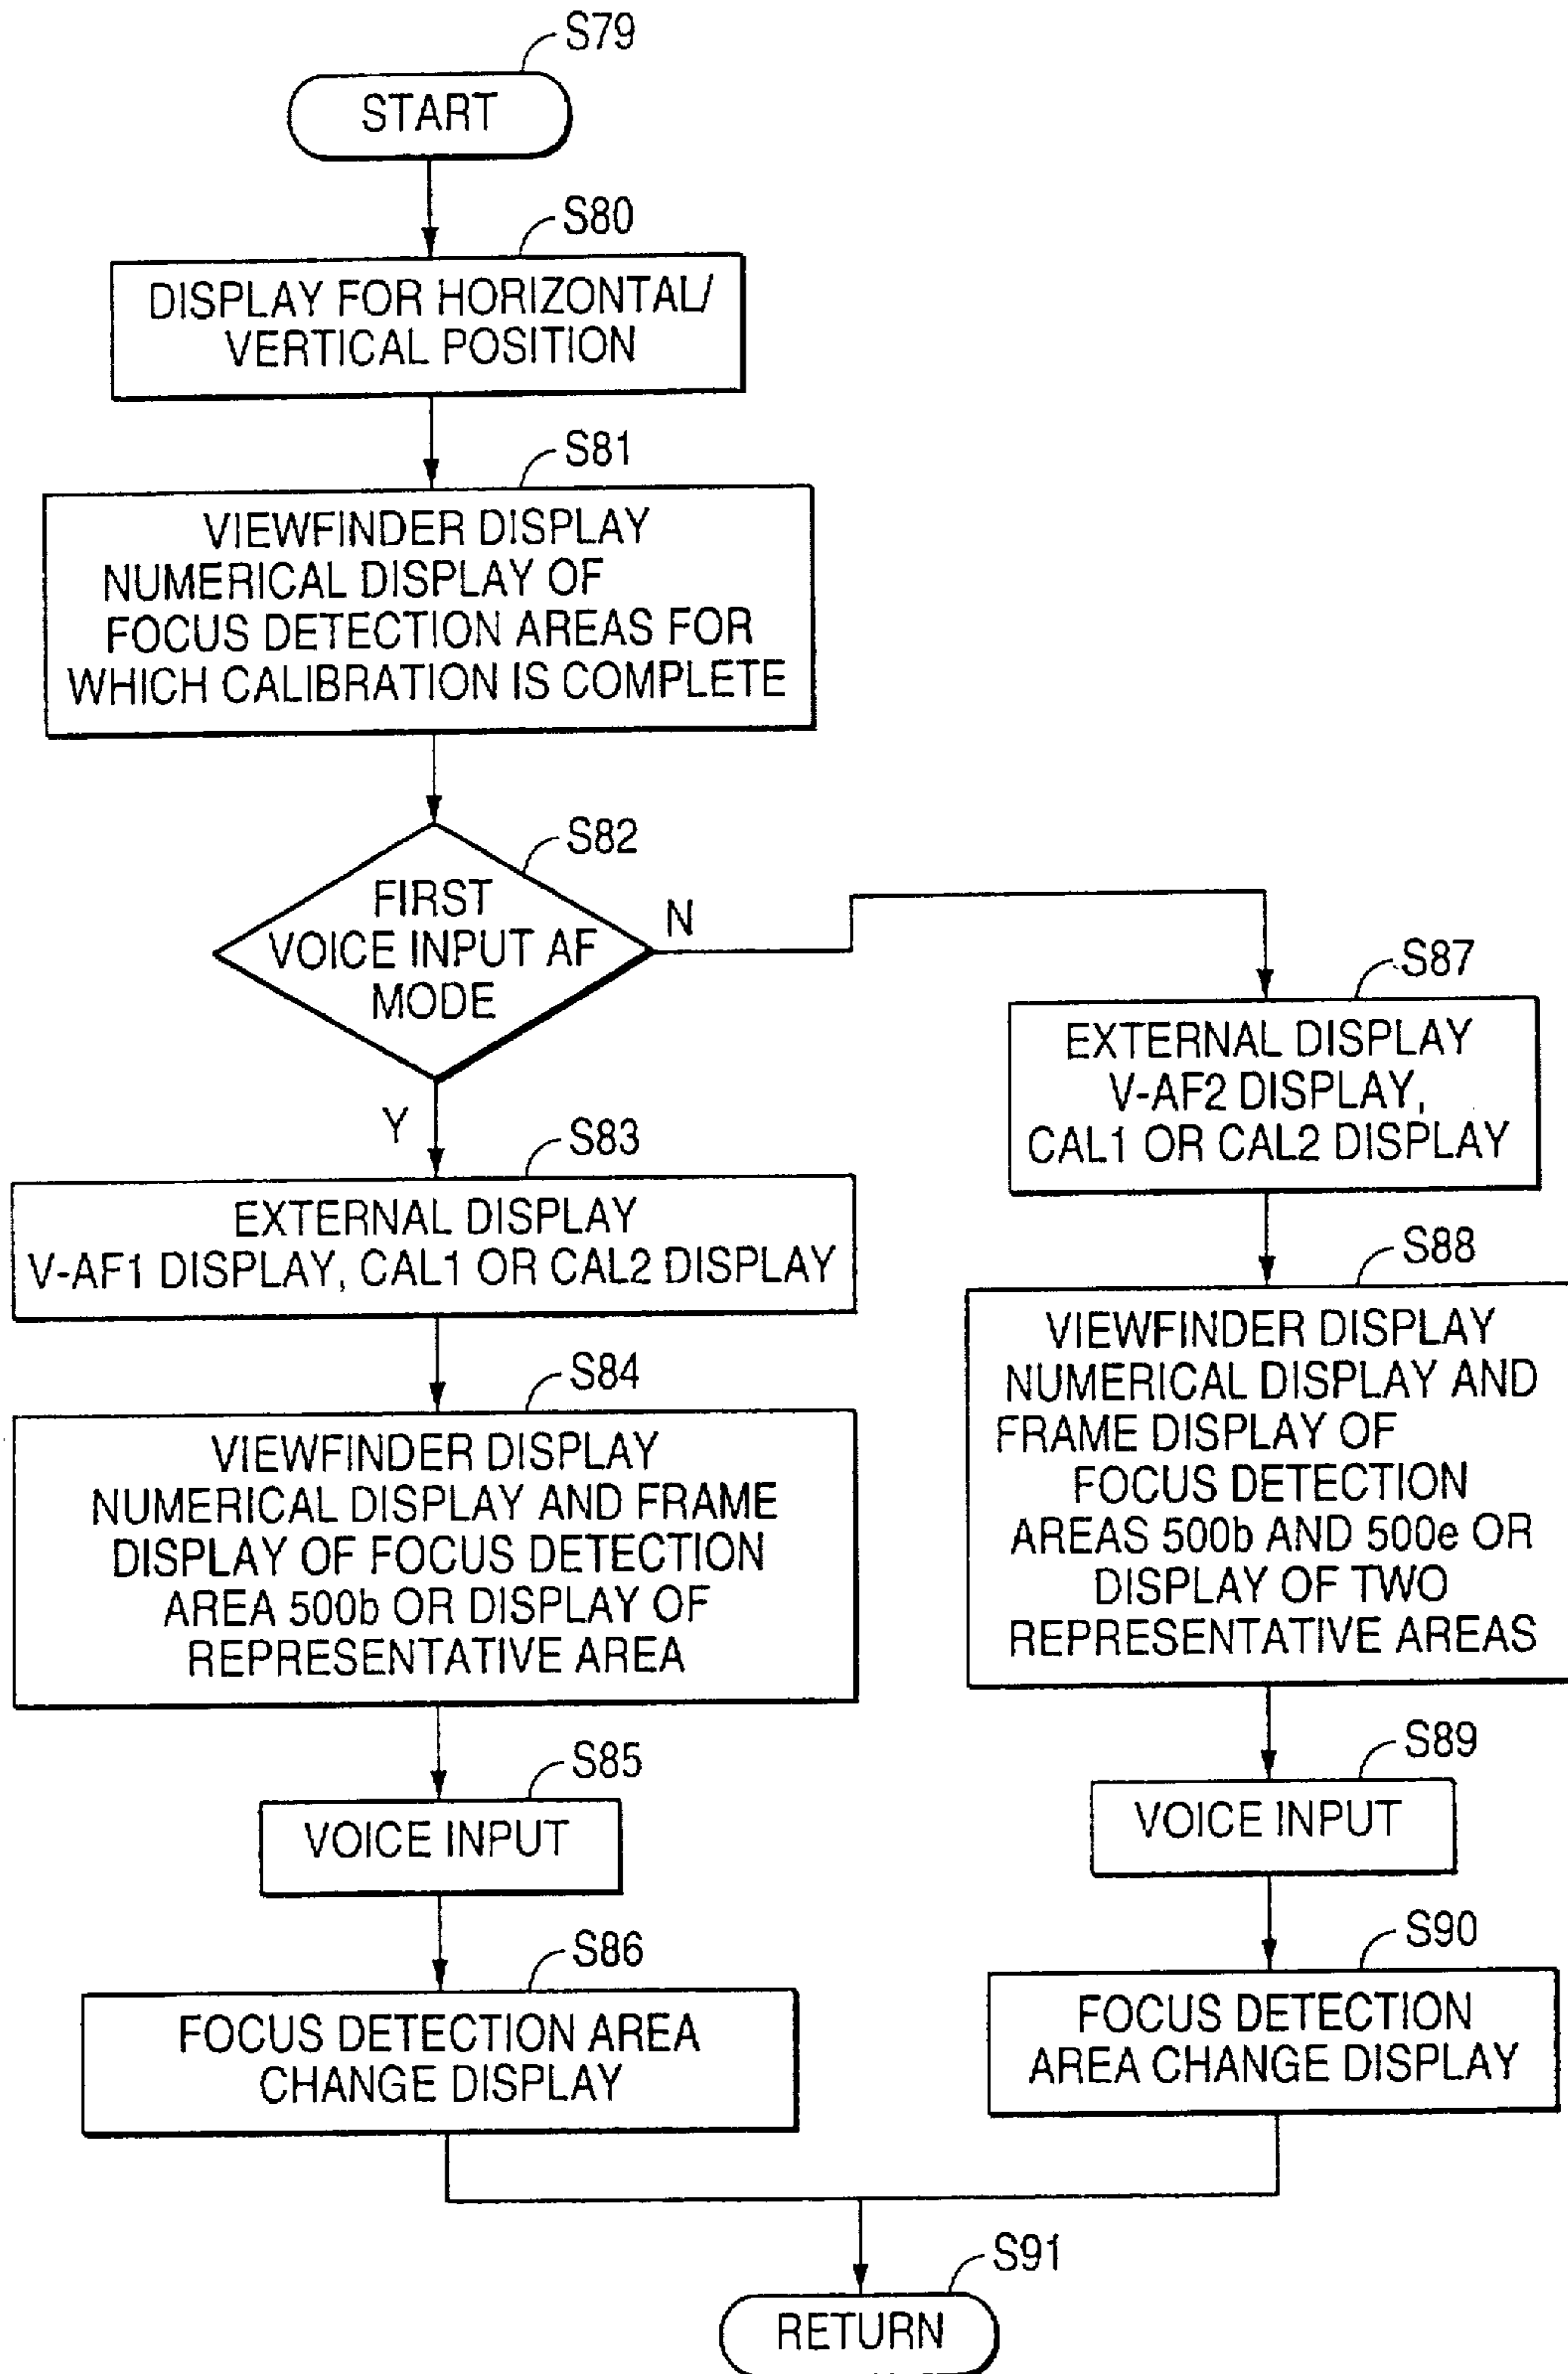 S79
START
S80
DISPLAY FOR HORIZONTAL/
VERTICAL POSITION
S81
VIEWFINDER DISPLAY
NUMERICAL DISPLAY OF
FOCUS DETECTION AREAS FOR
WHICH CALIBRATION IS COMPLETE
S82
FIRST
VOICE INPUT AF
MODE
N
Y
S83
EXTERNAL DISPLAY
V-AF1 DISPLAY, CAL1 OR CAL2 DISPLAY
S84
VIEWFINDER DISPLAY
NUMERICAL DISPLAY AND FRAME
DISPLAY OF FOCUS DETECTION
AREA 500b OR DISPLAY OF
REPRESENTATIVE AREA
S85
VOICE INPUT
S86
FOCUS DETECTION AREA
CHANGE DISPLAY
S87
EXTERNAL DISPLAY
V-AF2 DISPLAY,
CAL1 OR CAL2 DISPLAY
S88
VIEWFINDER DISPLAY
NUMERICAL DISPLAY AND
FRAME DISPLAY OF
FOCUS DETECTION
AREAS 500b AND 500e OR
DISPLAY OF TWO
REPRESENTATIVE AREAS
S89
VOICE INPUT
S90
FOCUS DETECTION
AREA CHANGE DISPLAY
S91
RETURN